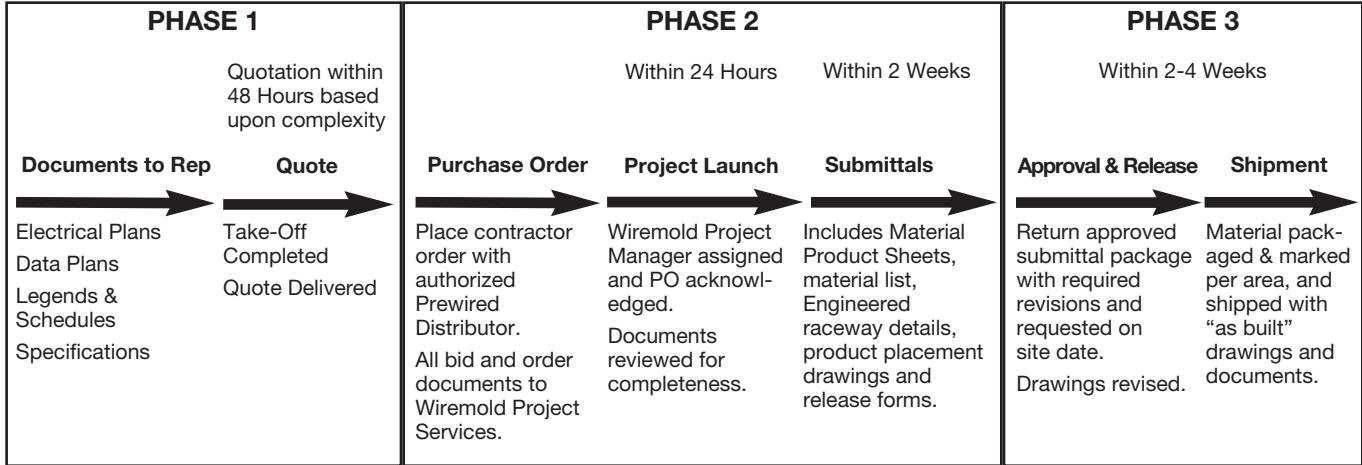 PHASE 1
Quotation within
48 Hours based
upon complexity
Documents to Rep
Quote
Electrical Plans
Data Plans
Legends &
Schedules
Specifications
Take-Off
Completed
Quote Delivered
PHASE 2
Within 24 Hours
Within 2 Weeks
Purchase Order
Project Launch
Submittals
Place contractor
order with
authorized
Prewired
Distributor.
All bid and order
documents to
Wiremold Project
Services.
Wiremold Project
Manager assigned
and PO acknowl-
edged.
Documents
reviewed for
completeness.
Includes Material
Product Sheets,
material list,
Engineered
raceway details,
product placement
drawings and
release forms.
PHASE 3
Within 2-4 Weeks
Approval & Release
Shipment
Return approved
submittal package
with required
revisions and
requested on
site date.
Drawings revised.
Material pack-
aged & marked
per area, and
shipped with
“as built”
drawings and
documents.